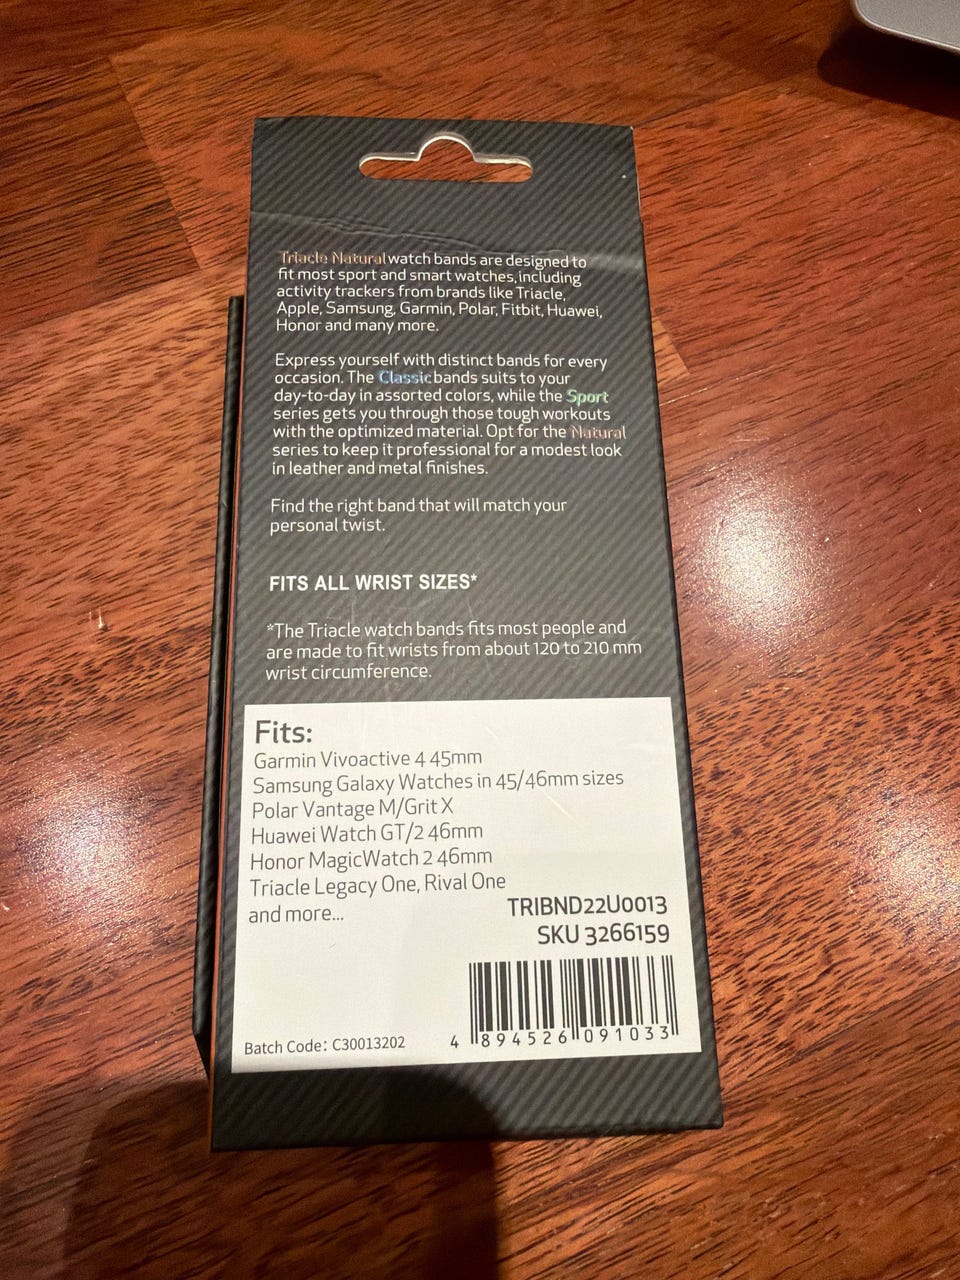 Triacle Natural watch bands are designed to
fit most sport and smart watches, including
activity trackers from brands like Triacle,
Apple, Samsung, Garmin, Polar, Fitbit, Huawei,
Honor and many more.
Express yourself with distinct bands for every
occasion. The Classic bands suits to your
day-to-day in assorted colors, while the Sport
series gets you through those tough workouts
with the optimized material. Opt for the Natural
series to keep it professional for a modest look
in leather and metal finishes.
Find the right band that will match your
personal twist.
FITS ALL WRIST SIZES*
*The Triacle watch bands fits most people and
are made to fit wrists from about 120 to 210 mm
wrist circumference.
Fits:
Garmin Vivoactive 4 45mm
Samsung Galaxy Watches in 45/46mm sizes
Polar Vantage M/Grit X
Huawei Watch GT/2 46mm
Honor MagicWatch 2 46mm
Triacle Legacy One, Rival One
and more...
TRIBND22U0013
SKU 3266159
Batch Code: C30013202
4 894526 091033